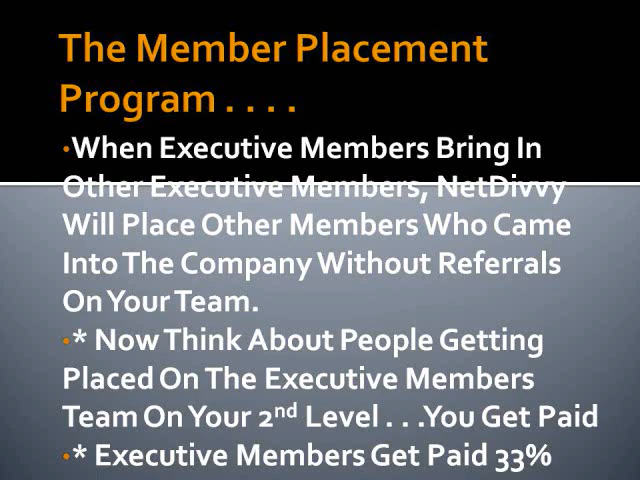 The Member Placement
Program . . . .
•When Executive Members Bring In
Other Executive Members, NetDivvy
Will Place Other Members Who Came
Into The Company Without Referrals
On Your Team.
•* Now Think About People Getting
Placed On The Executive Members
Team On Your 2nd Level . . .You Get Paid
•* Executive Members Get Paid 33%